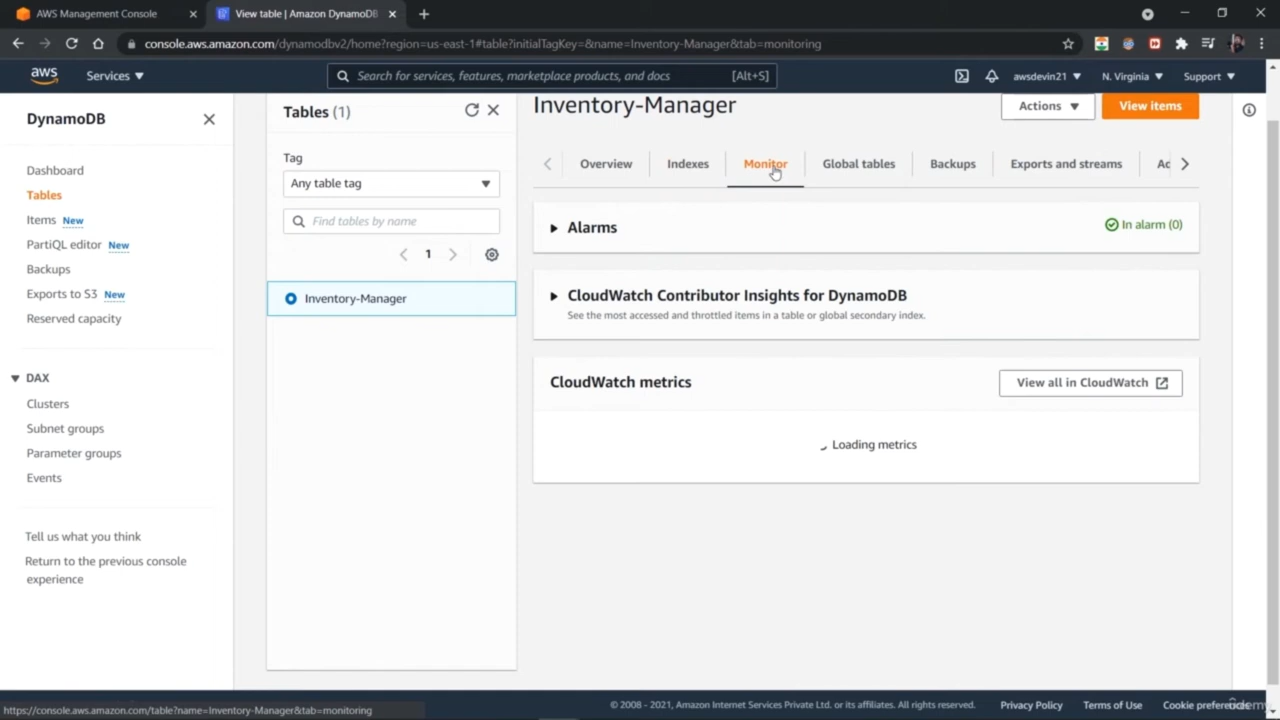 AWS Management Console
View table | Amazon DynamoDB
console.aws.amazon.com/dynamodbv2/home?region=us-east-1#table?initialTagKey=&name=Inventory-Manager&tab=monitoring
aws
Services
Search for services, features, marketplace products, and docs
[Alt+S]
awsdevin21
N. Virginia
Support
DynamoDB
Dashboard
Tables
Items New
PartiQL editor New
Backups
Exports to S3 New
Reserved capacity
DAX
Clusters
Subnet groups
Parameter groups
Events
Tell us what you think
Return to the previous console
experience
Tables (1)
Tag
Any table tag
Find tables by name
1
Inventory-Manager
Inventory-Manager
Actions
View items
Overview
Indexes
Monitor
Global tables
Backups
Exports and streams
Ac
Alarms
In alarm (0)
CloudWatch Contributor Insights for DynamoDB
See the most accessed and throttled items in a table or global secondary index.
CloudWatch metrics
View all in CloudWatch
Loading metrics
https://console.aws.amazon.com/table?name=Inventory-Manager&tab=monitoring
© 2008 - 2021, Amazon Internet Services Private Ltd. or its affiliates. All rights reserved.
Privacy Policy
Terms of Use
Cookie preferences
Udemy